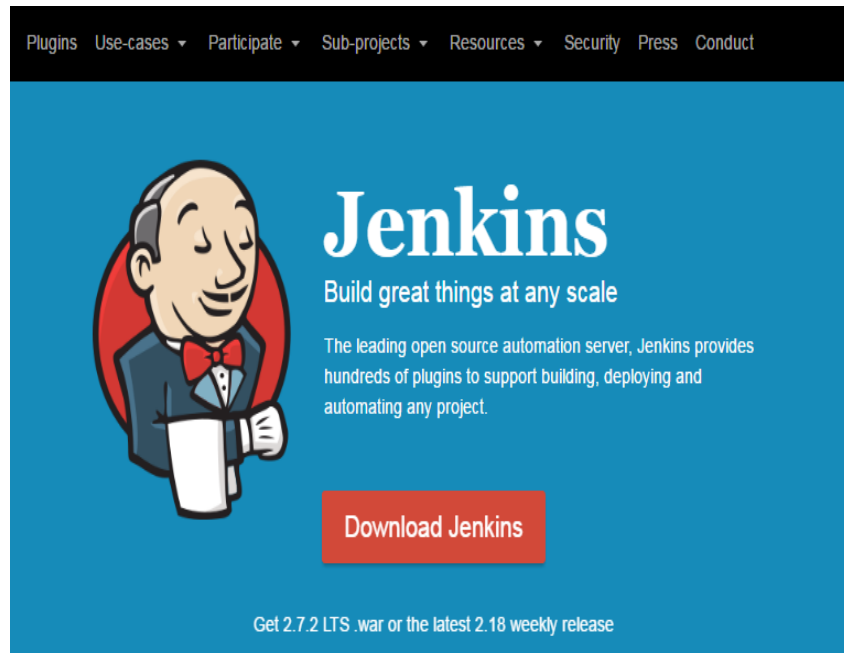 Plugins Use-cases Participate Sub-projects Resources Security Press Conduct
Jenkins
Build great things at any scale
The leading open source automation server, Jenkins provides
hundreds of plugins to support building, deploying and
automating any project.
Download Jenkins
Get 2.7.2 LTS .war or the latest 2.18 weekly release